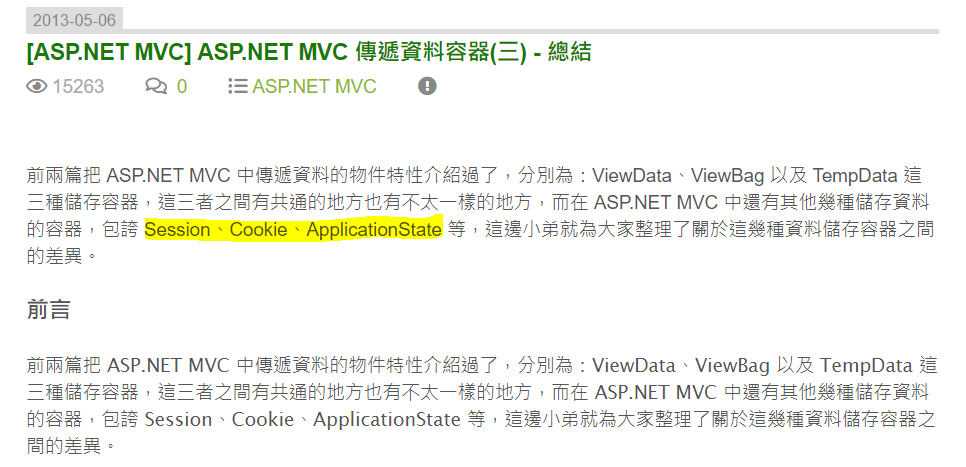 2013-05-06
[ASP.NET MVC] ASP.NET MVC 傳遞資料容器(三) - 總結
15263 0 ASP.NET MVC
前兩篇把 ASP.NET MVC 中傳遞資料的物件特性介紹過了，分別為：ViewData、ViewBag 以及 TempData 這
三種儲存容器，這三者之間有共通的地方也有不太一樣的地方，而在 ASP.NET MVC 中還有其他幾種儲存資料
的容器，包誇 Session、Cookie、ApplicationState 等，這邊小弟就為大家整理了關於這幾種資料儲存容器之間
的差異。
前言
前兩篇把 ASP.NET MVC 中傳遞資料的物件特性介紹過了，分別為：ViewData、ViewBag 以及 TempData 這
三種儲存容器，這三者之間有共通的地方也有不太一樣的地方，而在 ASP.NET MVC 中還有其他幾種儲存資料
的容器，包誇 Session、Cookie、ApplicationState 等，這邊小弟就為大家整理了關於這幾種資料儲存容器之
間的差異。